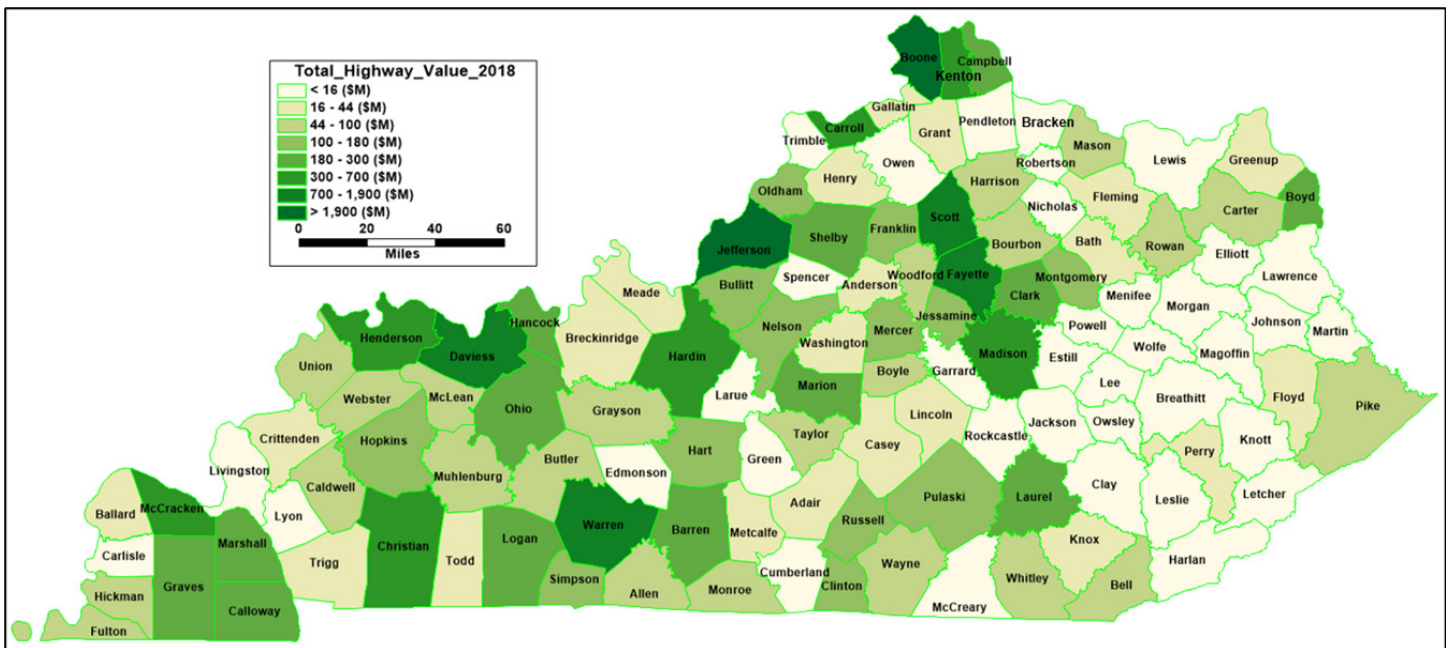 Total_Highway_Value_2018
< 16 ($M)
16 - 44 ($M)
44 - 100 ($M)
100 - 180 ($M)
180 - 300 ($M)
300 - 700 ($M)
700 - 1,900 ($M)
> 1,900 ($M)
0 20 40 60
Miles
Boone
Campbell
Kenton
Gallatin
Carroll
Grant
Pendleton
Bracken
Trimble
Mason
Owen
Robertson
Lewis
Greenup
Henry
Harrison
Oldham
Fleming
Boyd
Nicholas
Carter
Scott
Franklin
Shelby
Bourbon
Bath
Rowan
Jefferson
Elliott
Woodford
Fayette
Montgomery
Lawrence
Spencer
Anderson
Bullitt
Clark
Menifee
Meade
Morgan
Jessamine
Hancock
Nelson
Powell
Johnson
Mercer
Martin
Henderson
Breckinridge
Washington
Wolfe
Daviess
Hardin
Madison
Magoffin
Estill
Union
Boyle
Garrard
Lee
Marion
McLean
Larue
Webster
Breathitt
Floyd
Ohio
Pike
Grayson
Lincoln
Jackson
Owsley
Rockcastle
Taylor
Crittenden
Hopkins
Casey
Knott
Hart
Perry
Butler
Green
Livingston
Edmonson
Muhlenburg
Clay
Caldwell
Letcher
Pulaski
Laurel
Leslie
Adair
McCracken
Ballard
Lyon
Russell
Warren
Barren
Metcalfe
Logan
Knox
Marshall
Christian
Carlisle
Todd
Trigg
Harlan
Wayne
Cumberland
Simpson
Whitley
Graves
Clinton
Bell
Monroe
Allen
Hickman
McCreary
Calloway
Fulton